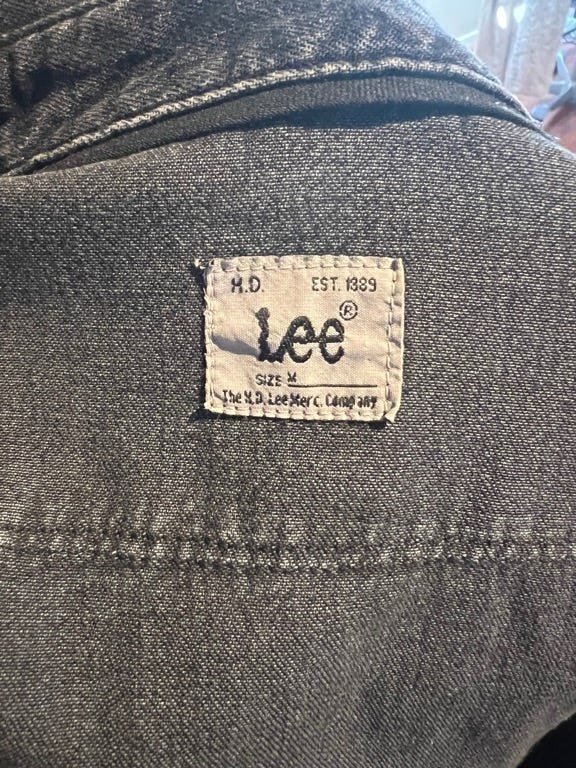 H.D. EST. 1889
Lee®
SIZE M
The H.D. Lee Merc. Company